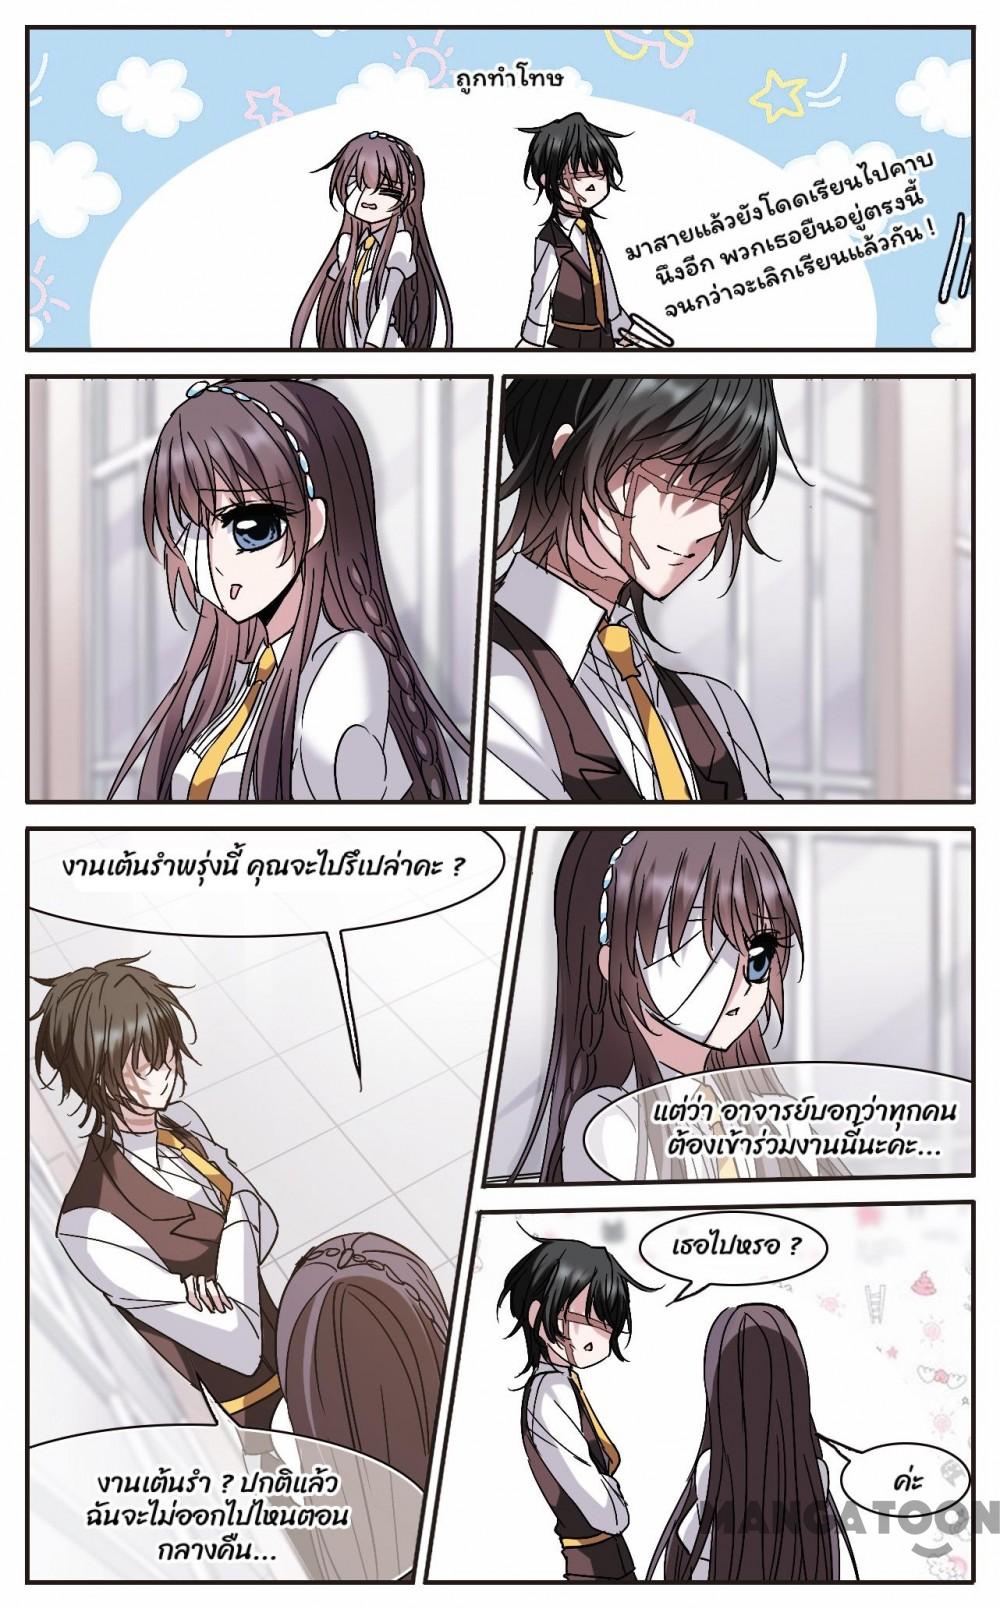 ถูกทำโทษ
มาสายแล้วยังโดดเรียนไปคาบ
นึงอีก พวกเธอยืนอยู่ตรงนี้
จนกว่าจะเลิกเรียนแล้วกัน !
งานเต้นรำพรุ่งนี้ คุณจะไปรึเปล่าคะ ?
แต่ว่า อาจารย์บอกว่าทุกคน
ต้องเข้าร่วมงานนี้นะคะ...
งานเต้นรำ ? ปกติแล้ว
ฉันจะไม่ออกไปไหนตอน
กลางคืน...
เธอไปหรอ ?
ค่ะ
MANGATOON